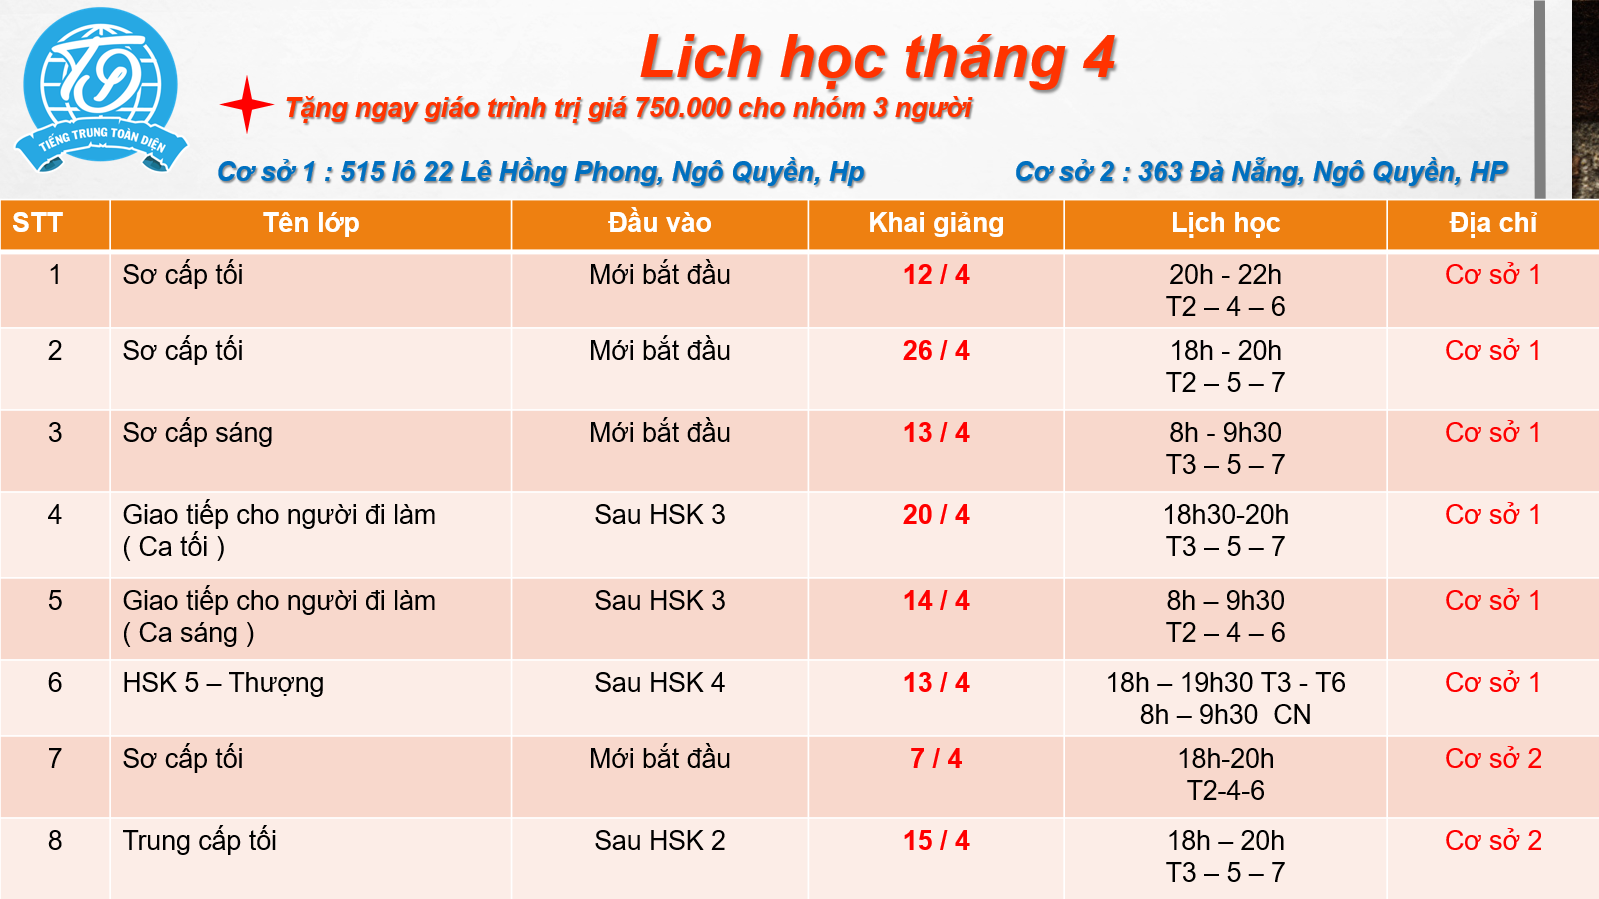 TIẾNG TRUNG TOÀN DIỆN
Lich học tháng 4
Tặng ngay giáo trình trị giá 750.000 cho nhóm 3 người
Cơ sở 1 : 515 lô 22 Lê Hồng Phong, Ngô Quyền, Hp
Cơ sở 2 : 363 Đà Nẵng, Ngô Quyền, HP
STT Tên lớp Đầu vào Khai giảng Lịch học Địa chỉ
1 Sơ cấp tối Mới bắt đầu 12 / 4 20h - 22h Cơ sở 1
T2 – 4 – 6
2 Sơ cấp tối Mới bắt đầu 26 / 4 18h - 20h Cơ sở 1
T2 – 5 – 7
3 Sơ cấp sáng Mới bắt đầu 13 / 4 8h - 9h30 Cơ sở 1
T3 – 5 – 7
4 Giao tiếp cho người đi làm Sau HSK 3 20 / 4 18h30-20h Cơ sở 1
( Ca tối ) T3 – 5 – 7
5 Giao tiếp cho người đi làm Sau HSK 3 14 / 4 8h – 9h30 Cơ sở 1
( Ca sáng ) T2 – 4 – 6
6 HSK 5 – Thượng Sau HSK 4 13 / 4 18h – 19h30 T3 - T6 Cơ sở 1
8h – 9h30 CN
7 Sơ cấp tối Mới bắt đầu 7 / 4 18h-20h Cơ sở 2
T2-4-6
8 Trung cấp tối Sau HSK 2 15 / 4 18h – 20h Cơ sở 2
T3 – 5 – 7